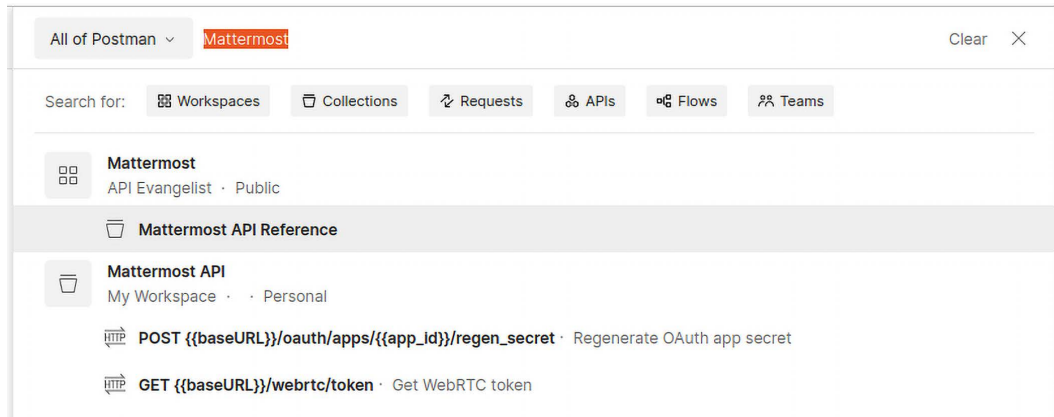 All of Postman Mattermost Clear
Search for: Workspaces Collections Requests APIs Flows Teams
Mattermost
API Evangelist · Public
Mattermost API Reference
Mattermost API
My Workspace · · Personal
HTTP POST {{baseURL}}/oauth/apps/{{app_id}}/regen_secret · Regenerate OAuth app secret
HTTP GET {{baseURL}}/webrtc/token · Get WebRTC token